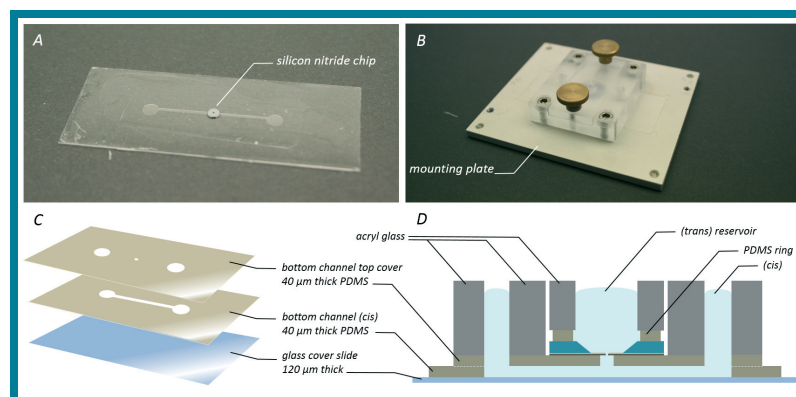 A
silicon nitride chip
B
mounting plate
C
bottom channel top cover
40 µm thick PDMS
bottom channel (cis)
40 µm thick PDMS
glass cover slide
120 µm thick
D
acryl glass
(trans) reservoir
PDMS ring
(cis)